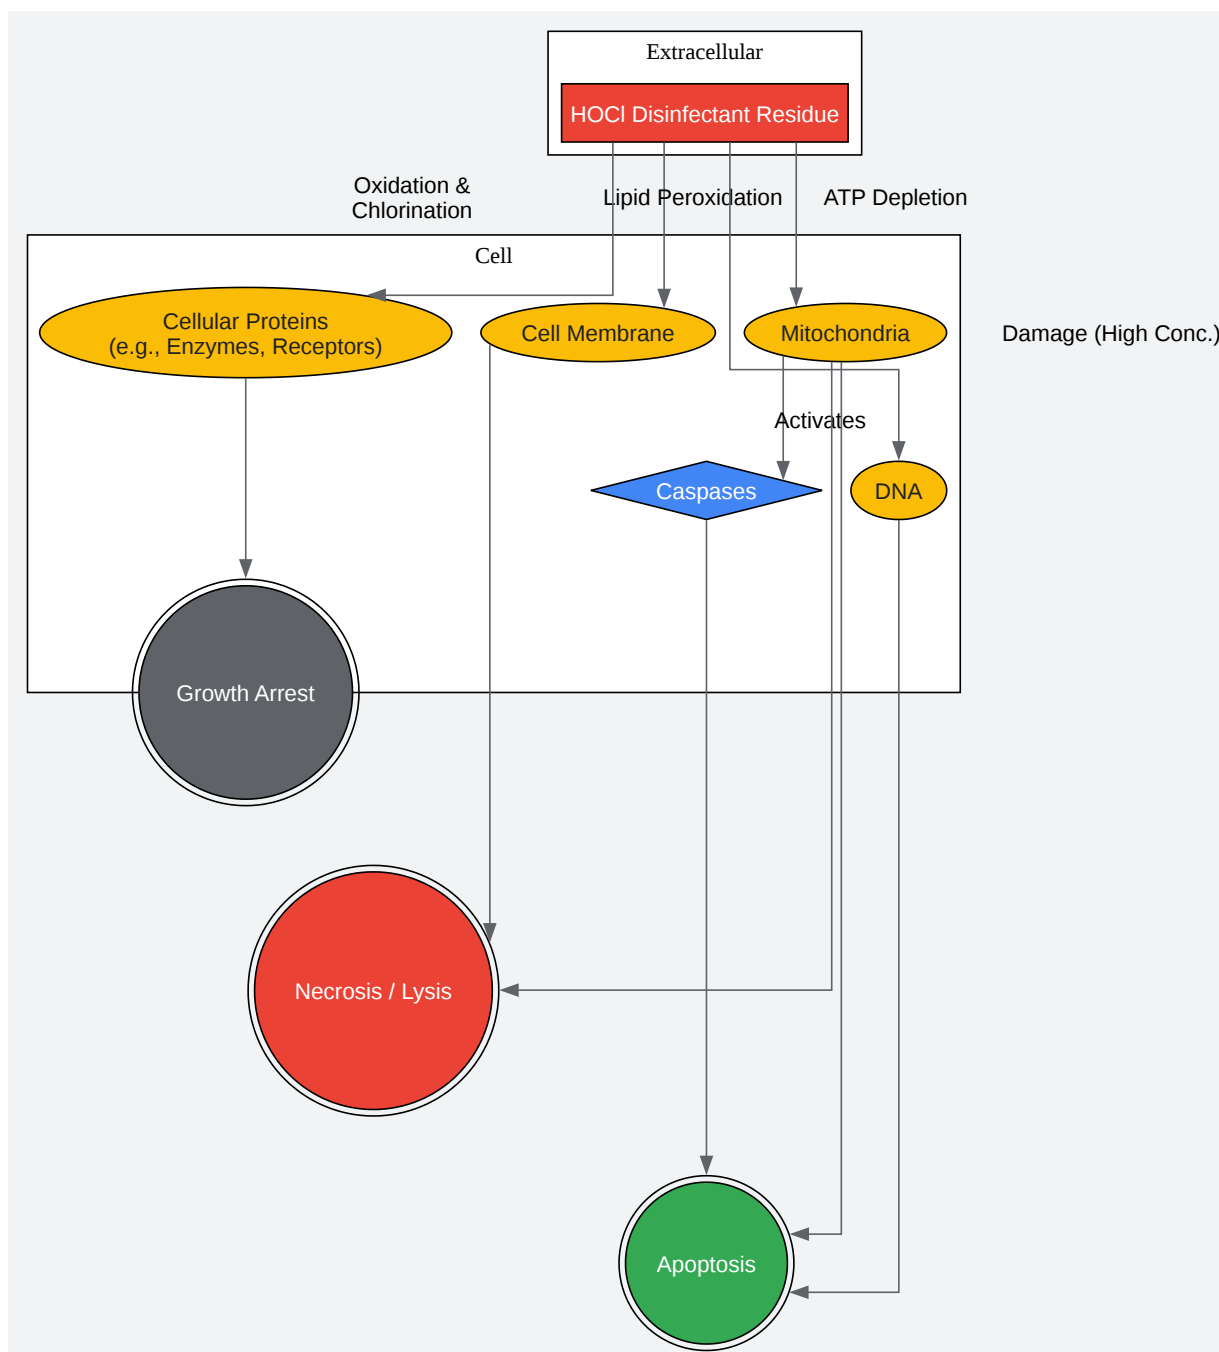 Extracellular
HOCl Disinfectant Residue
Oxidation &
Chlorination
Lipid Peroxidation
ATP Depletion
Cell
Cellular Proteins
(e.g., Enzymes, Receptors)
Cell Membrane
Mitochondria
Damage (High Conc.)
Activates
Caspases
DNA
Growth Arrest
Necrosis / Lysis
Apoptosis